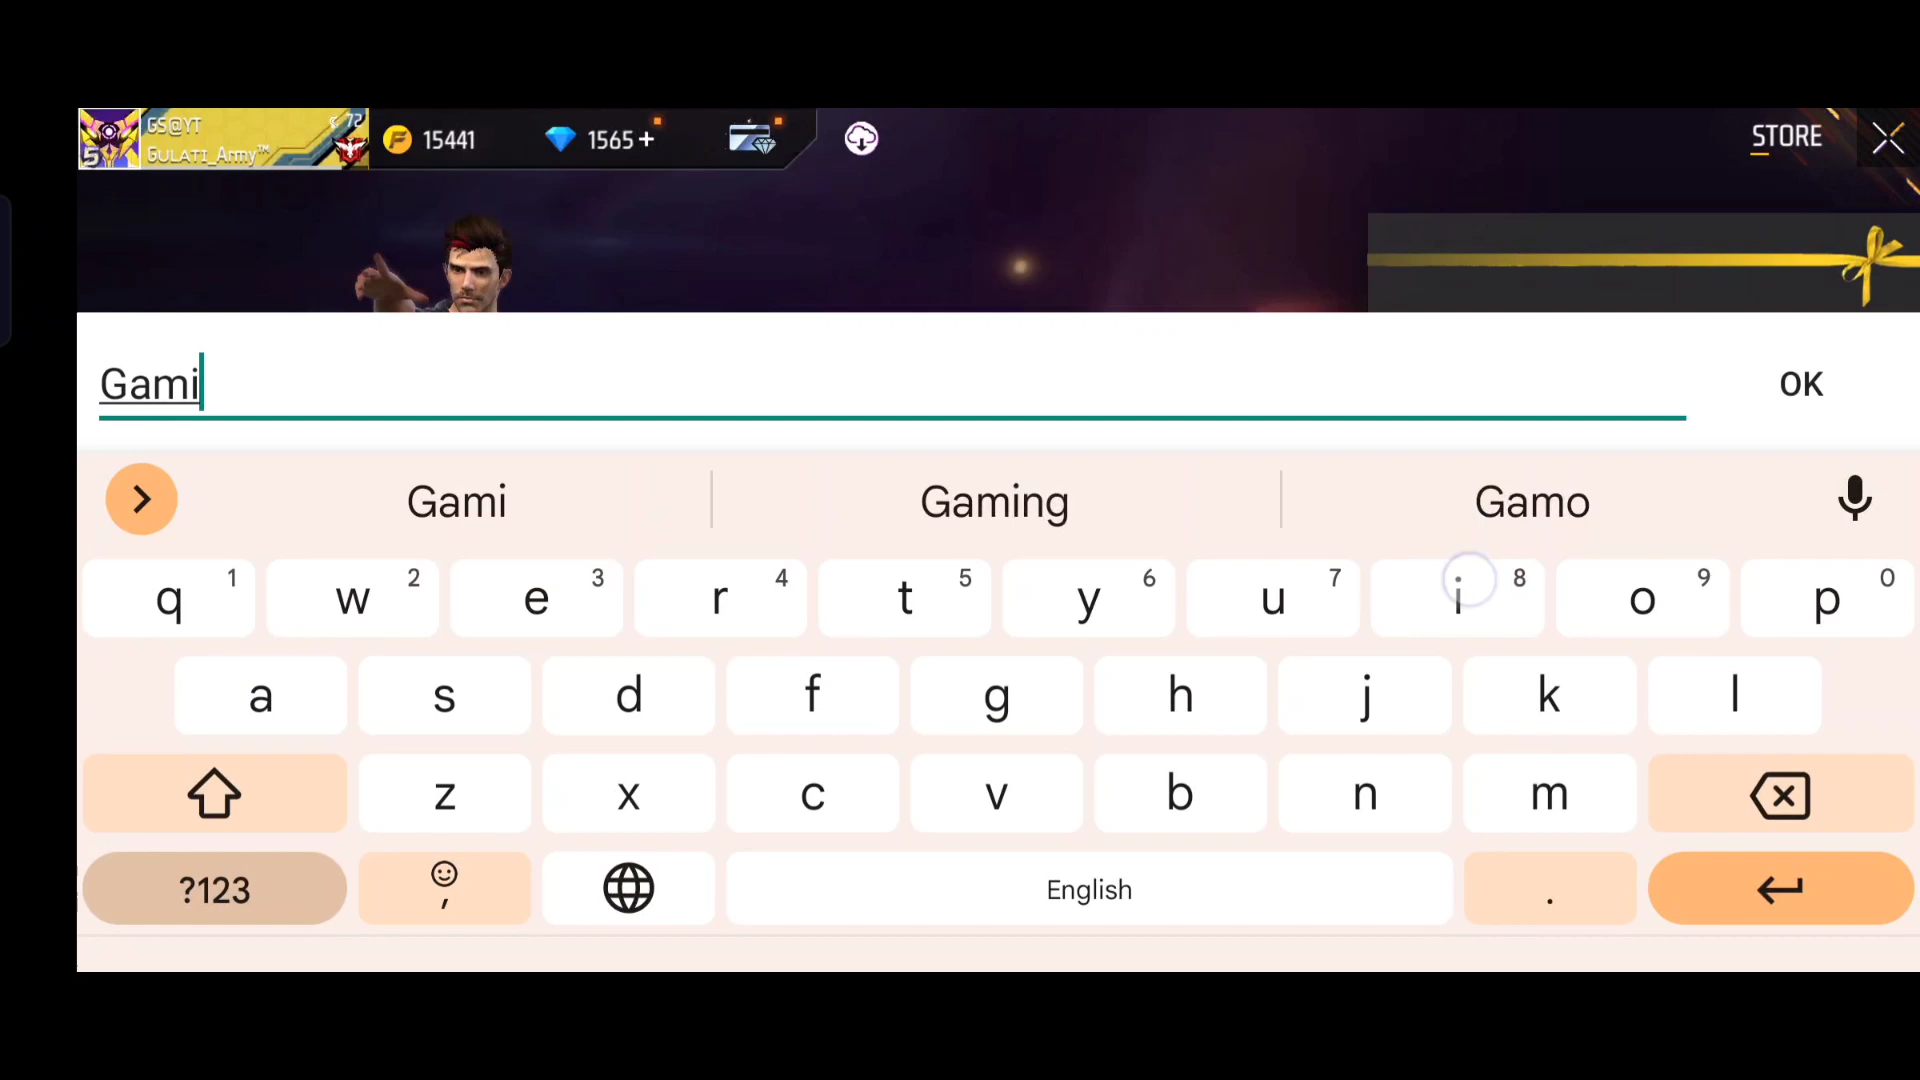 GS@YT
72
5
GULATI_Army™
15441
1565+
STORE
Gami
OK
Gami
Gaming
Gamo
q 1 w 2 e 3 r 4 t 5 y 6 u 7 i 8 o 9 p 0
a s d f g h j k l
z x c v b n m
?123 , English .